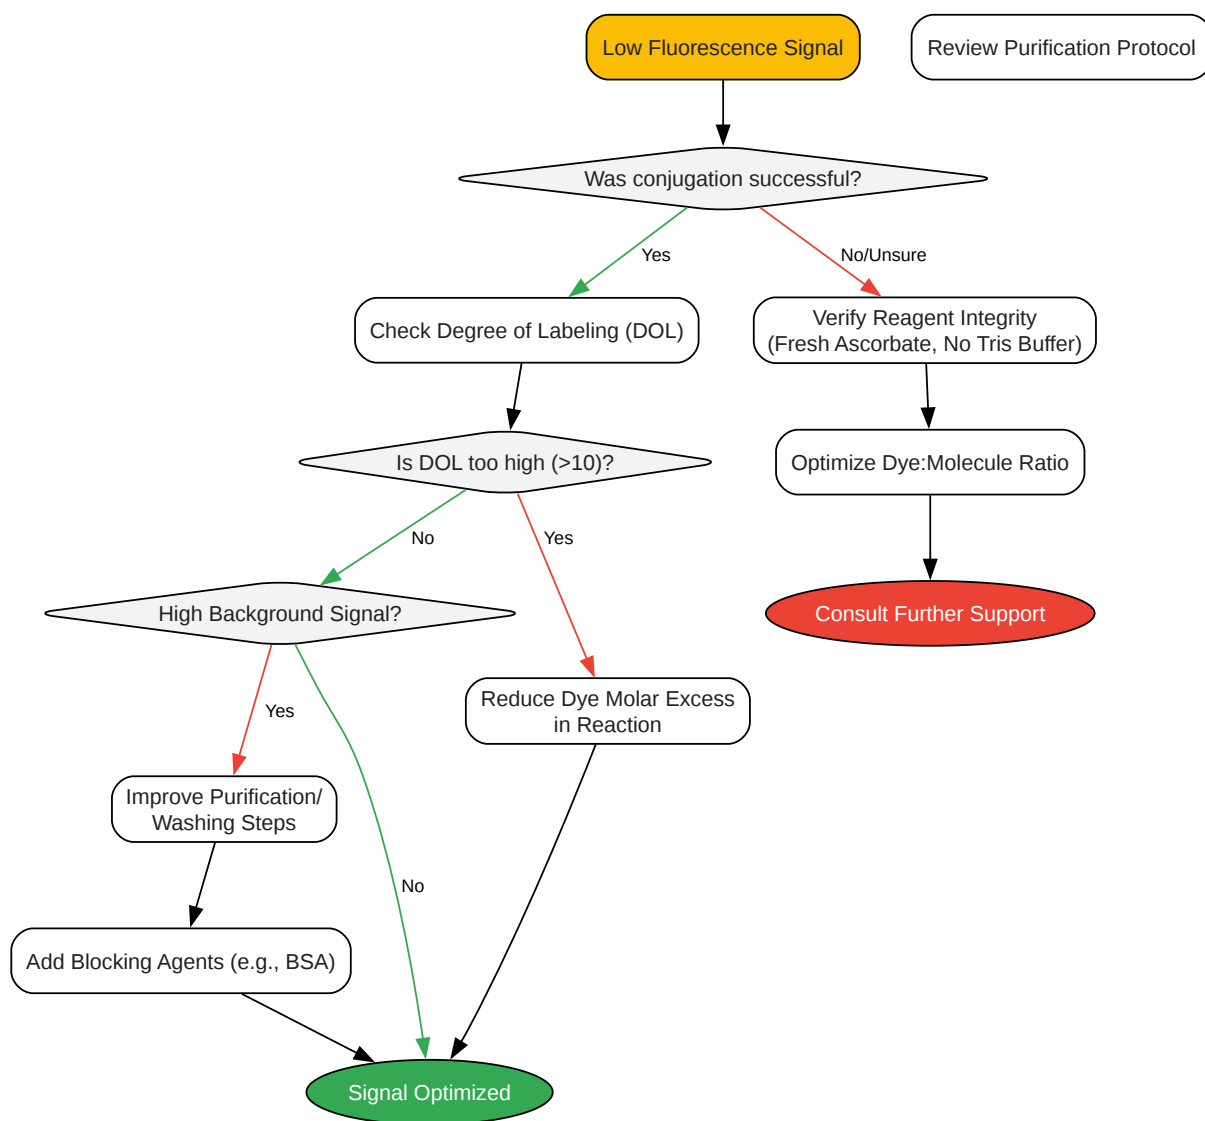 Low Fluorescence Signal
Review Purification Protocol
Was conjugation successful?
Yes
No/Unsure
Check Degree of Labeling (DOL)
Verify Reagent Integrity
(Fresh Ascorbate, No Tris Buffer)
Is DOL too high (>10)?
Optimize Dye:Molecule Ratio
No
Yes
High Background Signal?
Consult Further Support
Yes
Reduce Dye Molar Excess
in Reaction
Improve Purification/
Washing Steps
No
Add Blocking Agents (e.g., BSA)
Signal Optimized